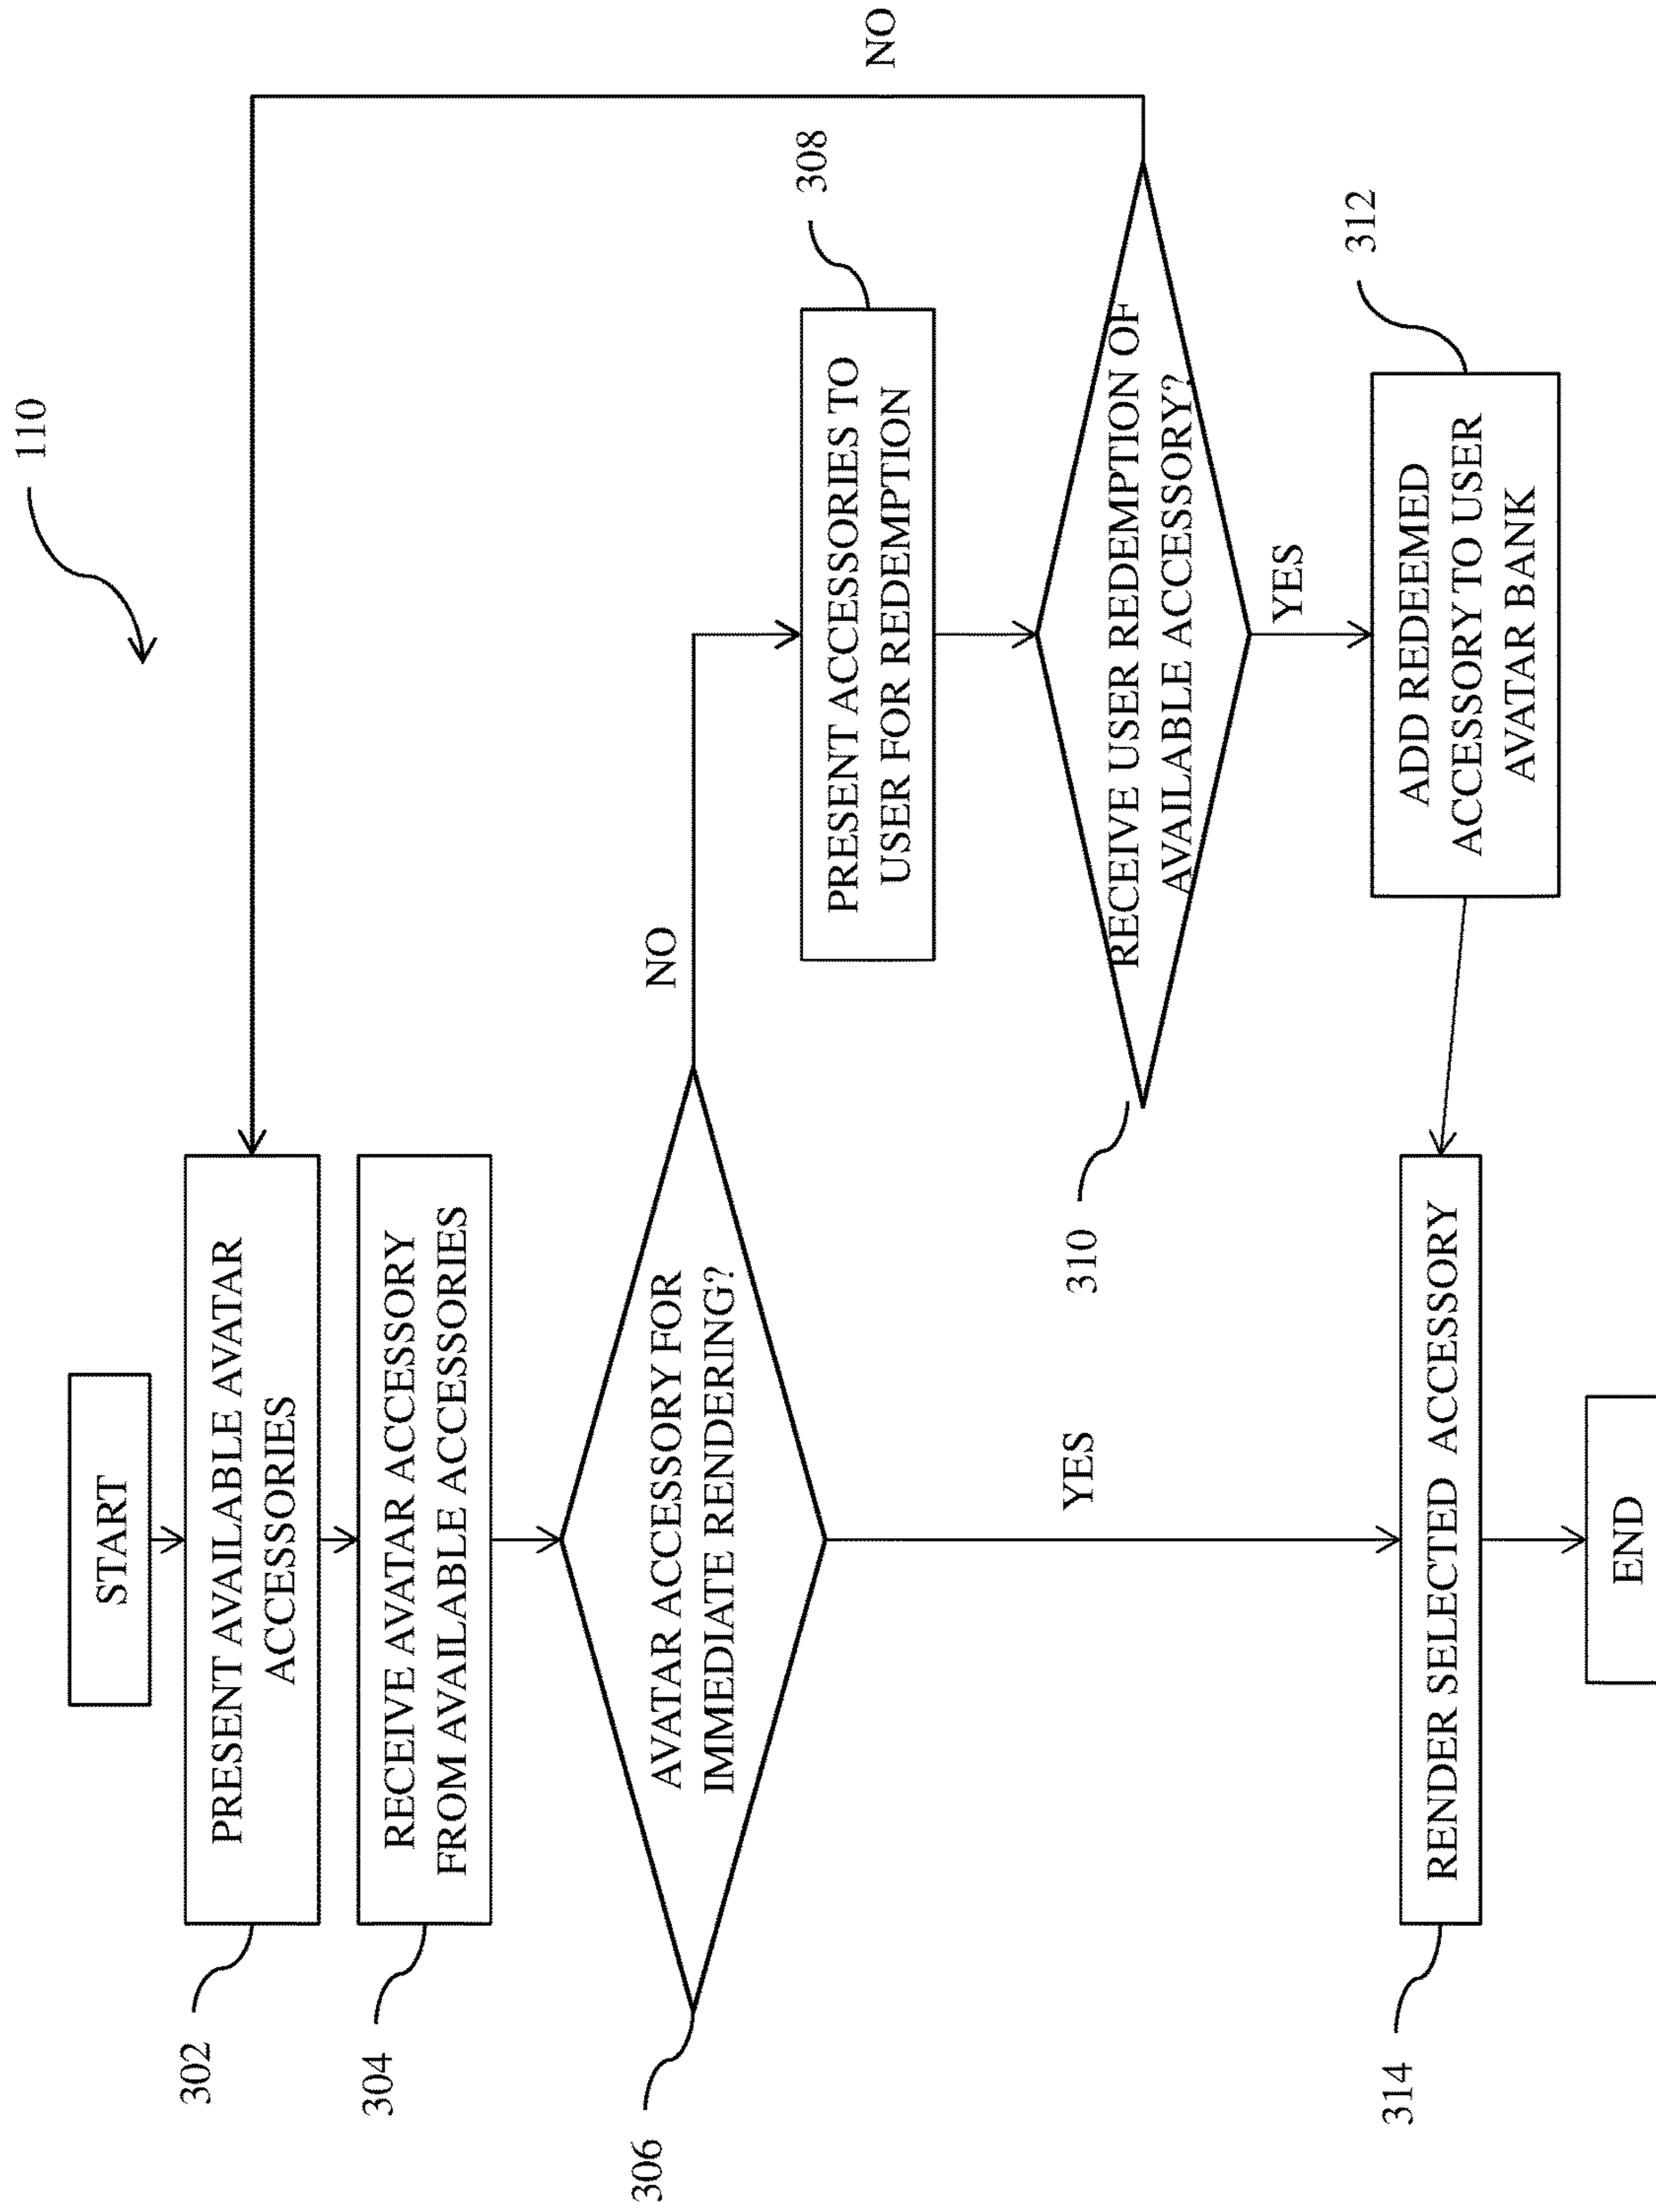 110
START
302
PRESENT AVAILABLE AVATAR
ACCESSORIES
304
RECEIVE AVATAR ACCESSORY
FROM AVAILABLE ACCESSORIES
306
AVATAR ACCESSORY FOR
IMMEDIATE RENDERING?
NO
YES
308
PRESENT ACCESSORIES TO
USER FOR REDEMPTION
310
RECEIVE USER REDEMPTION OF
AVAILABLE ACCESSORY?
NO
YES
312
ADD REDEEMED
ACCESSORY TO USER
AVATAR BANK
314
RENDER SELECTED ACCESSORY
END